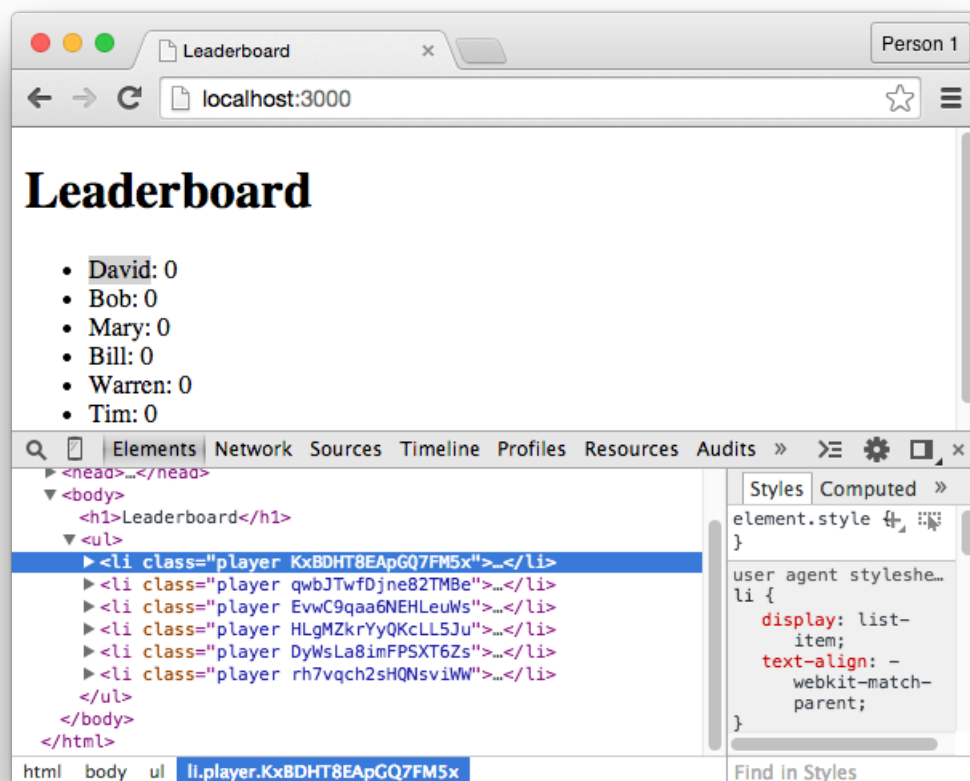 Leaderboard
Person 1
localhost:3000
Leaderboard
David: 0
Bob: 0
Mary: 0
Bill: 0
Warren: 0
Tim: 0
Elements Network Sources Timeline Profiles Resources Audits »
<head>…</head>
<body>
<h1>Leaderboard</h1>
<ul>
<li class="player KxBDHT8EApGQ7FM5x">…</li>
<li class="player qwbJTwfDjne82TMBe">…</li>
<li class="player EvwC9qaa6NEHLeuWs">…</li>
<li class="player HLgMZkrYyQKcLL5Ju">…</li>
<li class="player DyWsLa8imFPSXT6Zs">…</li>
<li class="player rh7vqch2sHQNsviWW">…</li>
</ul>
</body>
</html>
html body ul li.player.KxBDHT8EApGQ7FM5x
Styles Computed »
element.style {
}
user agent styleshe…
li {
display: list-
item;
text-align: -
webkit-match-
parent;
}
Find in Styles